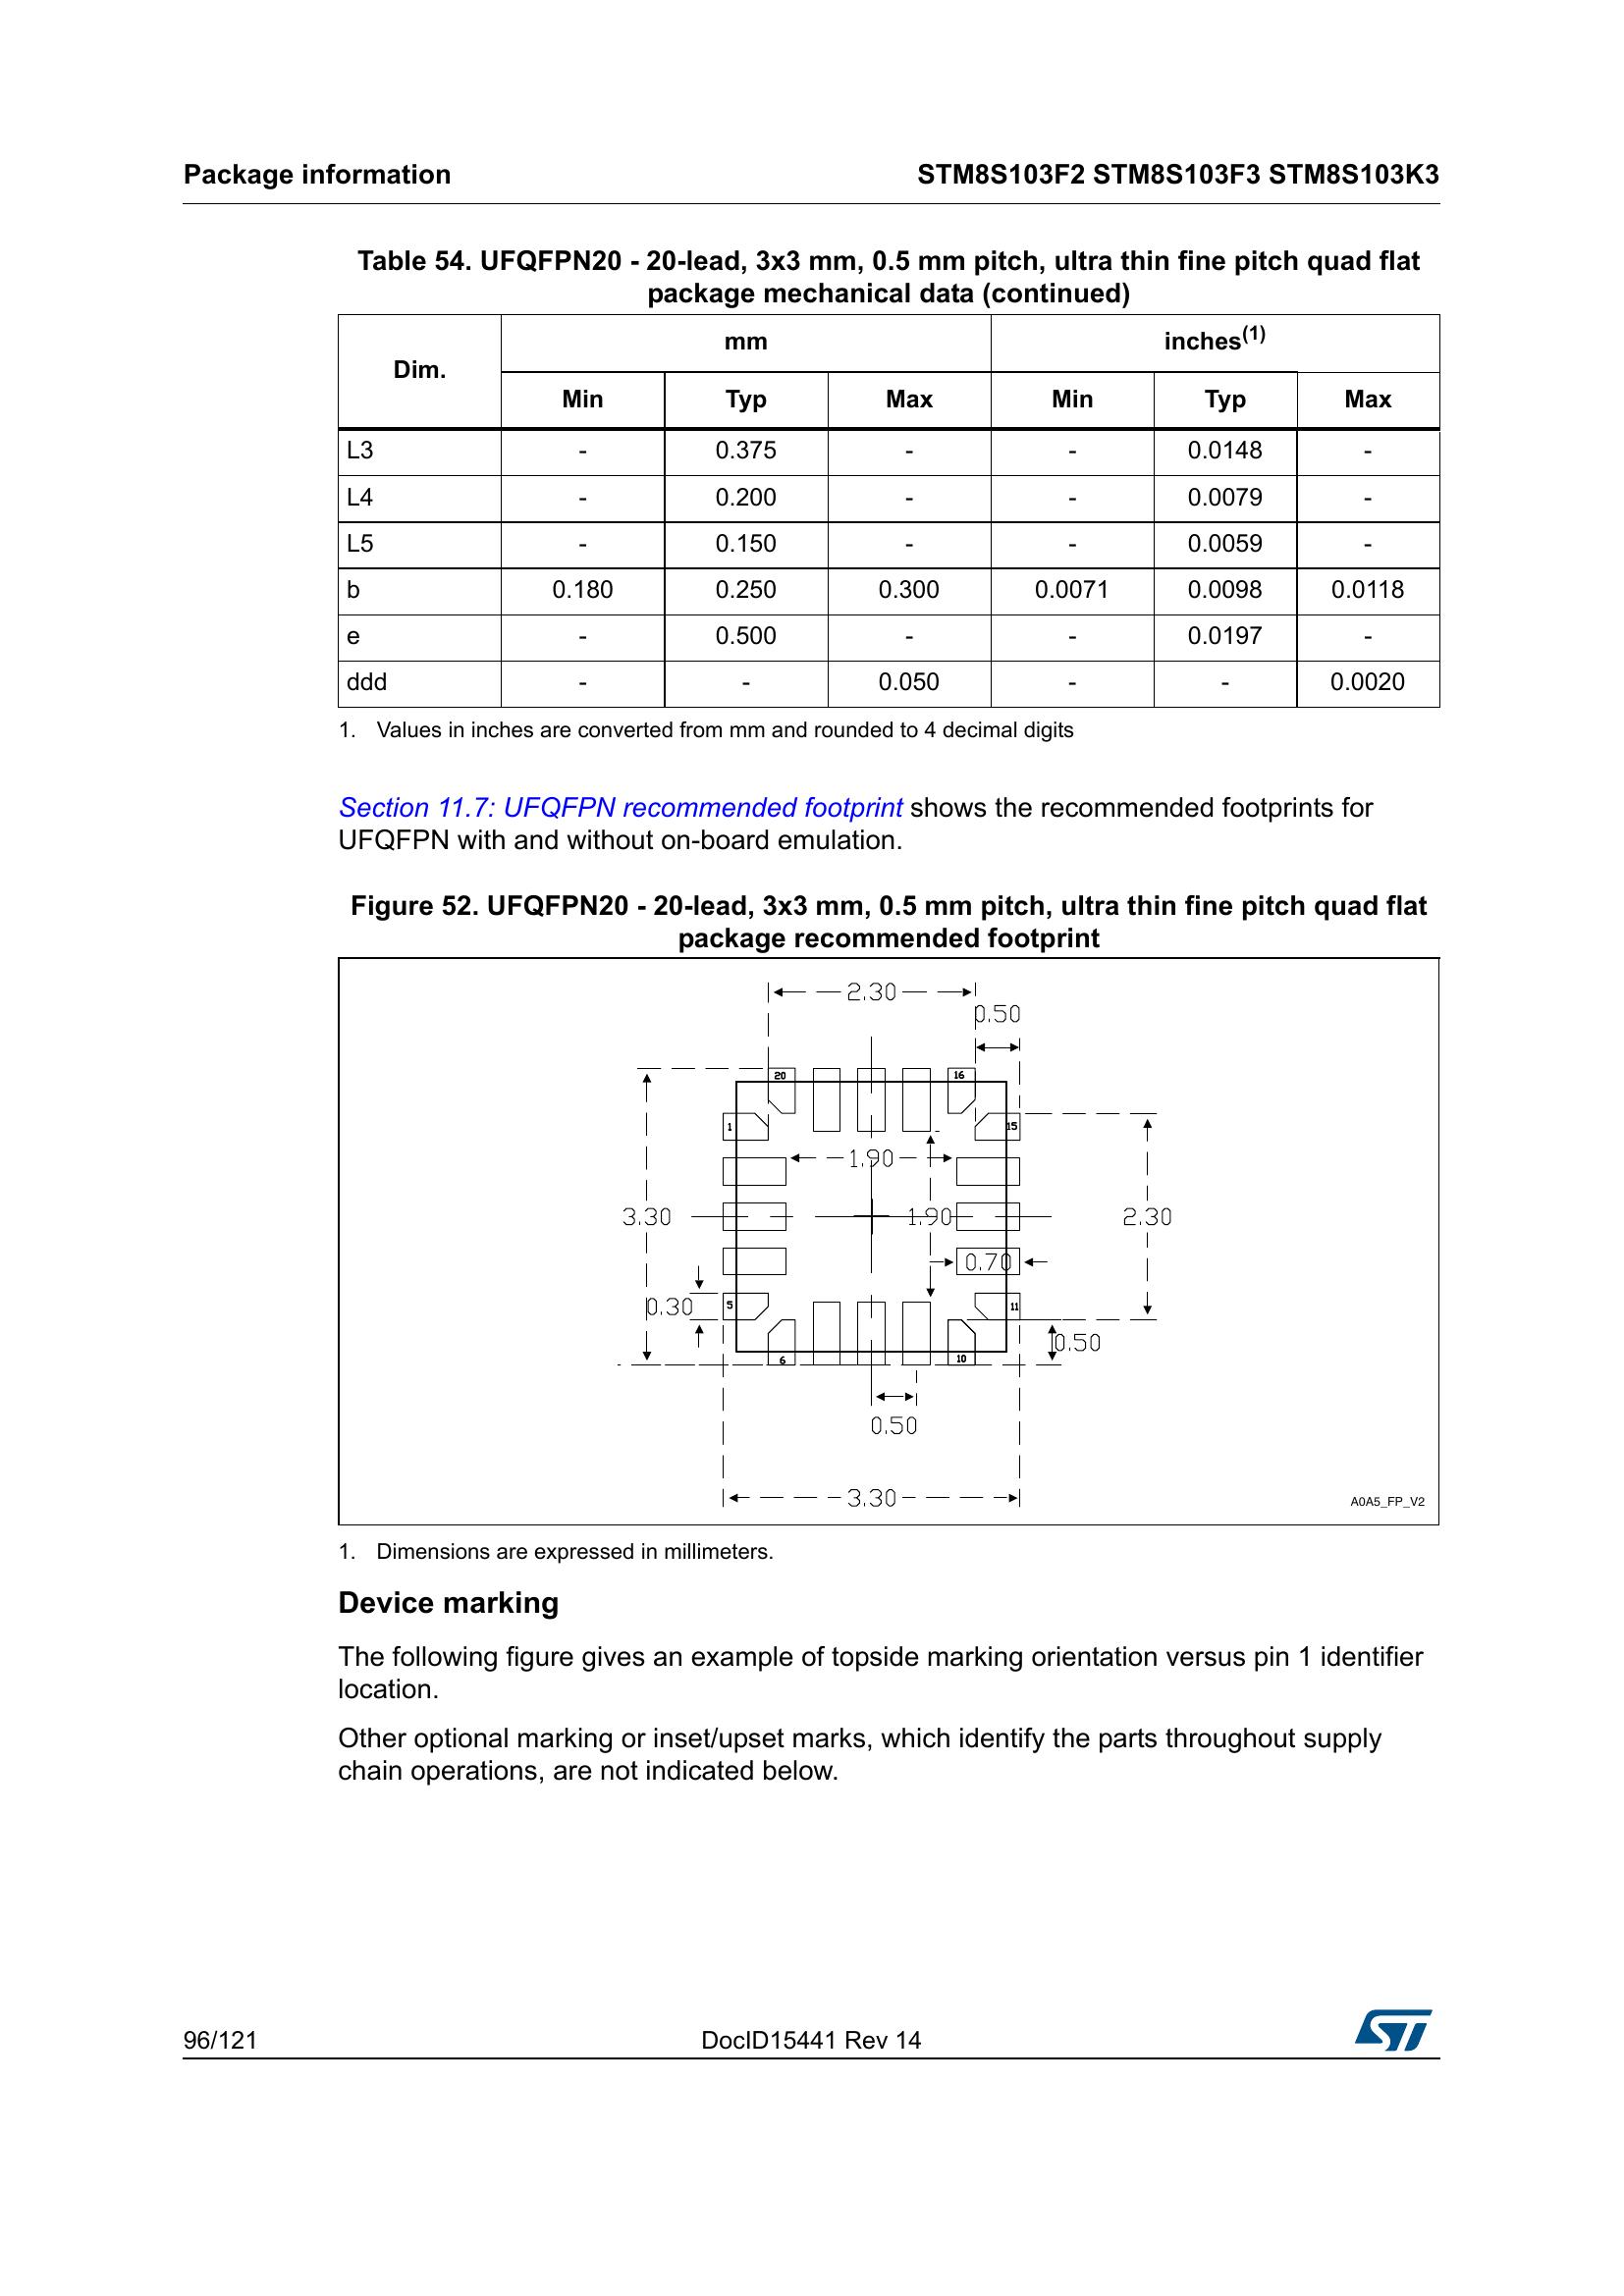 Package information STM8S103F2 STM8S103F3 STM8S103K3
Table 54. UFQFPN20 - 20-lead, 3x3 mm, 0.5 mm pitch, ultra thin fine pitch quad flat
package mechanical data (continued)
Dim. mm inches(1)
Min Typ Max Min Typ Max
L3 - 0.375 - - 0.0148 -
L4 - 0.200 - - 0.0079 -
L5 - 0.150 - - 0.0059 -
b 0.180 0.250 0.300 0.0071 0.0098 0.0118
e - 0.500 - - 0.0197 -
ddd - - 0.050 - - 0.0020
1. Values in inches are converted from mm and rounded to 4 decimal digits
Section 11.7: UFQFPN recommended footprint shows the recommended footprints for
UFQFPN with and without on-board emulation.
Figure 52. UFQFPN20 - 20-lead, 3x3 mm, 0.5 mm pitch, ultra thin fine pitch quad flat
package recommended footprint
2.30
0.50
20 16
1 15
1.90
3.30 1.90 2.30
0.70
0.30 5 11
0.50
6 10
0.50
3.30 A0A5_FP_V2
1. Dimensions are expressed in millimeters.
Device marking
The following figure gives an example of topside marking orientation versus pin 1 identifier
location.
Other optional marking or inset/upset marks, which identify the parts throughout supply
chain operations, are not indicated below.
96/121 DocID15441 Rev 14 ST